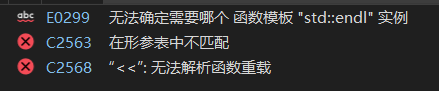 abc E0299 无法确定需要哪个 函数模板 "std::endl" 实例
C2563 在形参表中不匹配
C2568 “<<”: 无法解析函数重载